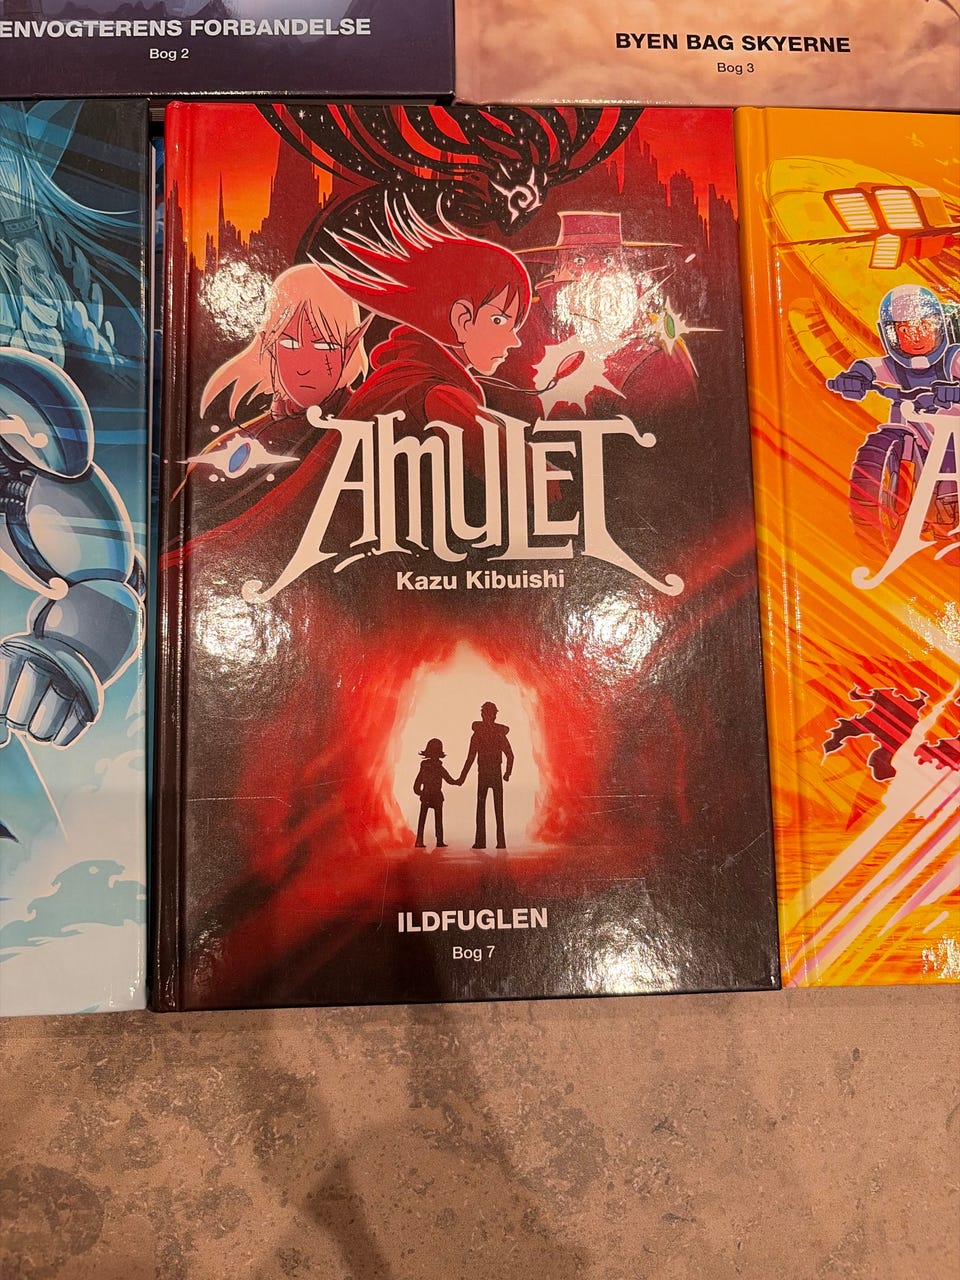 ENVOGTERENS FORBANDELSE
Bog 2
BYEN BAG SKYERNE
Bog 3
AMULET
Kazu Kibuishi
ILDFUGLEN
Bog 7
A